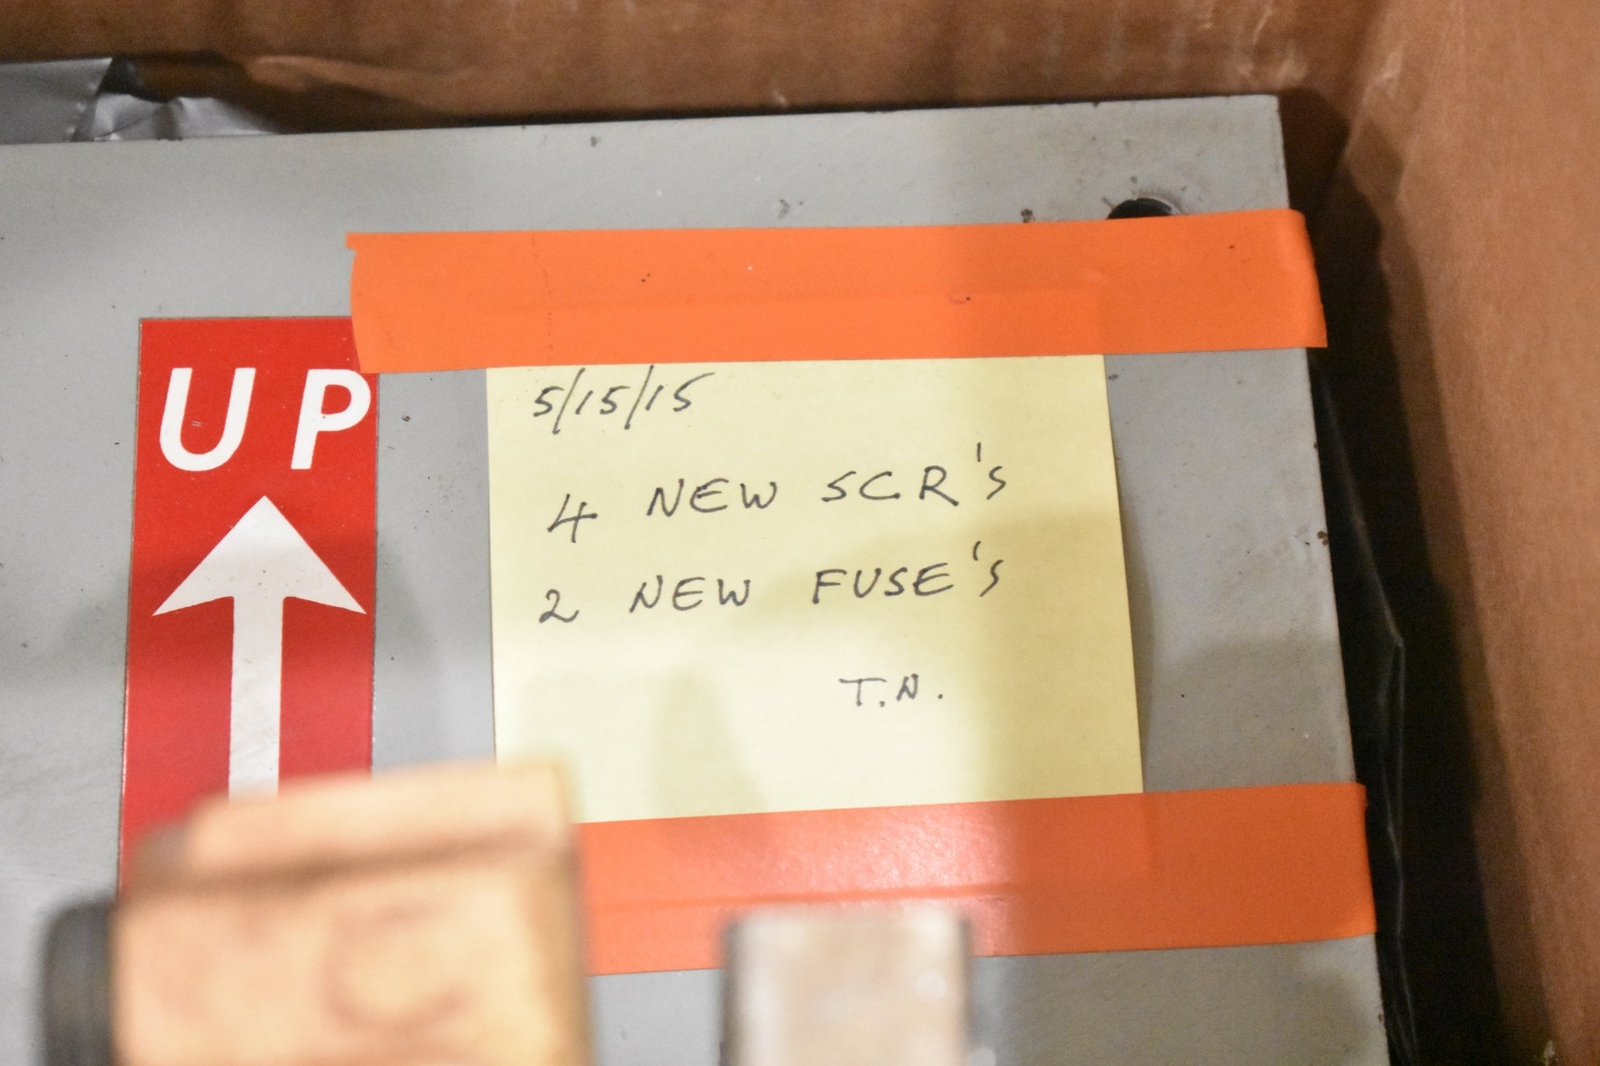 UP
5/15/15
4 NEW SCR's
2 NEW FUSE's
T.N.